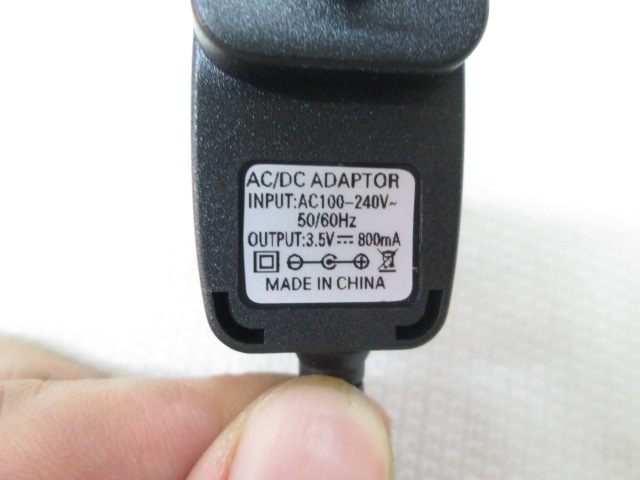 AC/DC ADAPTOR
INPUT:AC100-240V~
50/60Hz
OUTPUT:3.5V⎓800mA
MADE IN CHINA